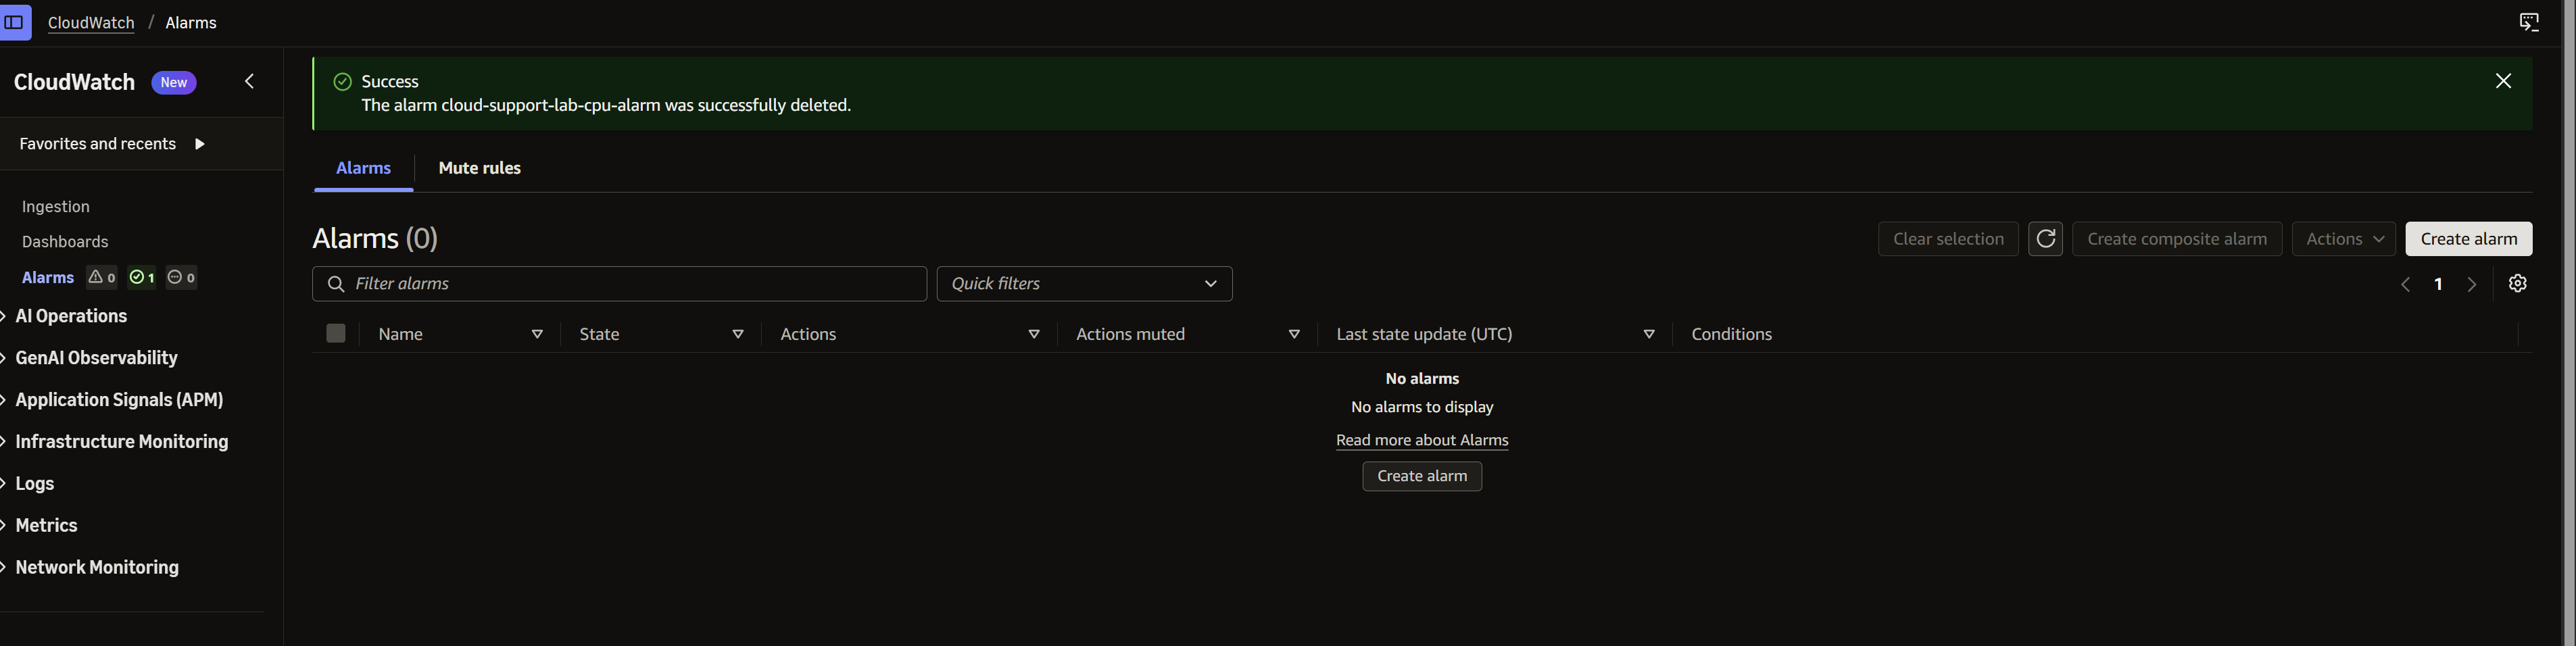 CloudWatch / Alarms
CloudWatch New
Favorites and recents
Ingestion
Dashboards
Alarms 0 1 0
AI Operations
GenAI Observability
Application Signals (APM)
Infrastructure Monitoring
Logs
Metrics
Network Monitoring
Success
The alarm cloud-support-lab-cpu-alarm was successfully deleted.
Alarms Mute rules
Alarms (0)
Clear selection Create composite alarm Actions Create alarm
Filter alarms Quick filters 1
Name State Actions Actions muted Last state update (UTC) Conditions
No alarms
No alarms to display
Read more about Alarms
Create alarm